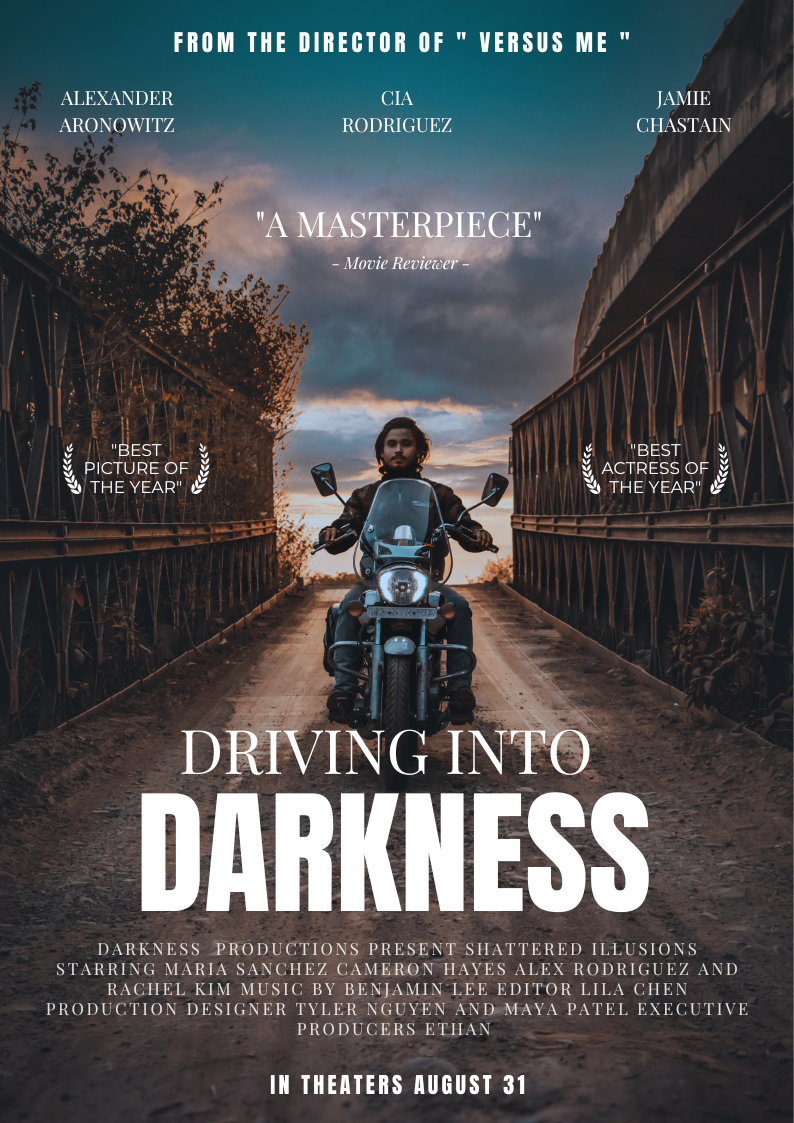 FROM THE DIRECTOR OF " VERSUS ME "
ALEXANDER
ARONOWITZ
CIA
RODRIGUEZ
JAMIE
CHASTAIN
"A MASTERPIECE"
- Movie Reviewer -
"BEST
PICTURE OF
THE YEAR"
"BEST
ACTRESS OF
THE YEAR"
DRIVING INTO
DARKNESS
DARKNESS  PRODUCTIONS PRESENT SHATTERED ILLUSIONS
STARRING MARIA SANCHEZ CAMERON HAYES ALEX RODRIGUEZ AND
RACHEL KIM MUSIC BY BENJAMIN LEE EDITOR LILA CHEN
PRODUCTION DESIGNER TYLER NGUYEN AND MAYA PATEL EXECUTIVE
PRODUCERS ETHAN
IN THEATERS AUGUST 31